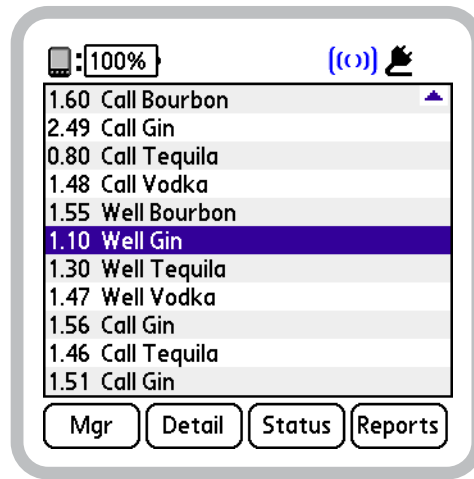 100%
1.60 Call Bourbon
2.49 Call Gin
0.80 Call Tequila
1.48 Call Vodka
1.55 Well Bourbon
1.10 Well Gin
1.30 Well Tequila
1.47 Well Vodka
1.56 Call Gin
1.46 Call Tequila
1.51 Call Gin
Mgr Detail Status Reports